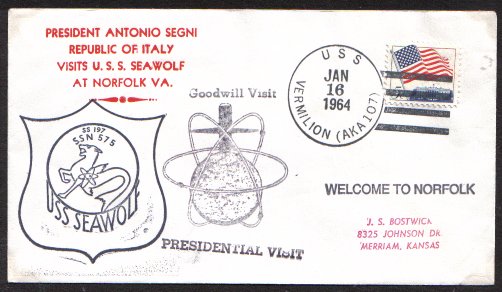 PRESIDENT ANTONIO SEGNI
REPUBLIC OF ITALY
VISITS U. S. S. SEAWOLF
AT NORFOLK VA.
Goodwill Visit
USS
JAN
16
1964
VERMILION (AKA 107)
5c
SS 197
SSN 575
USS SEAWOLF
PRESIDENTIAL VISIT
WELCOME TO NORFOLK
J. S. BOSTWICK
8325 JOHNSON DR.
MERRIAM, KANSAS